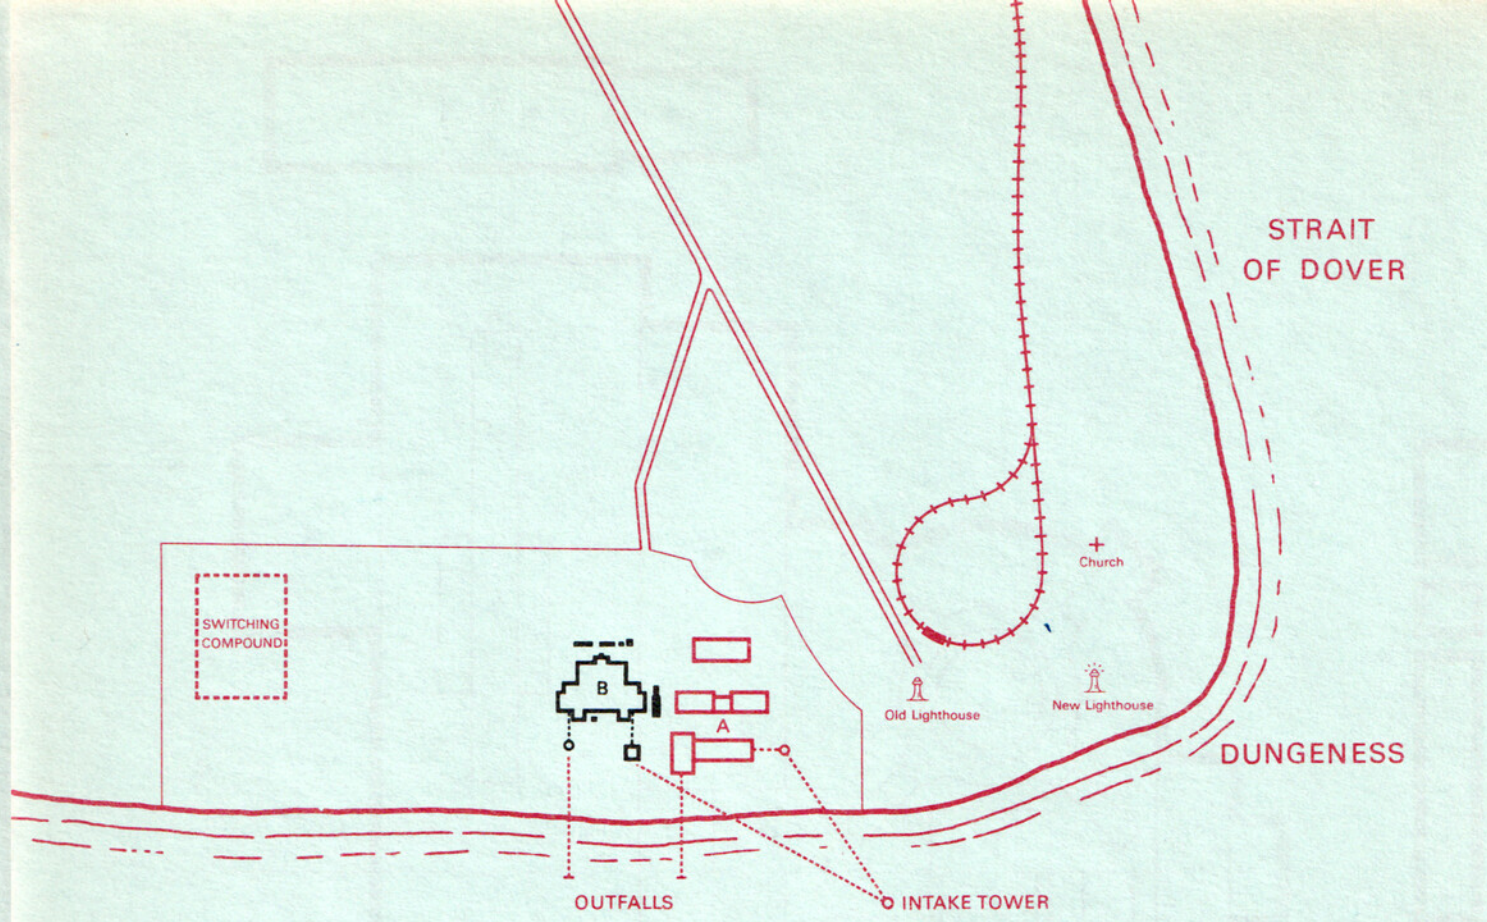 STRAIT
OF DOVER
Church
SWITCHING
COMPOUND
B
A
Old Lighthouse
New Lighthouse
DUNGENESS
OUTFALLS
INTAKE TOWER